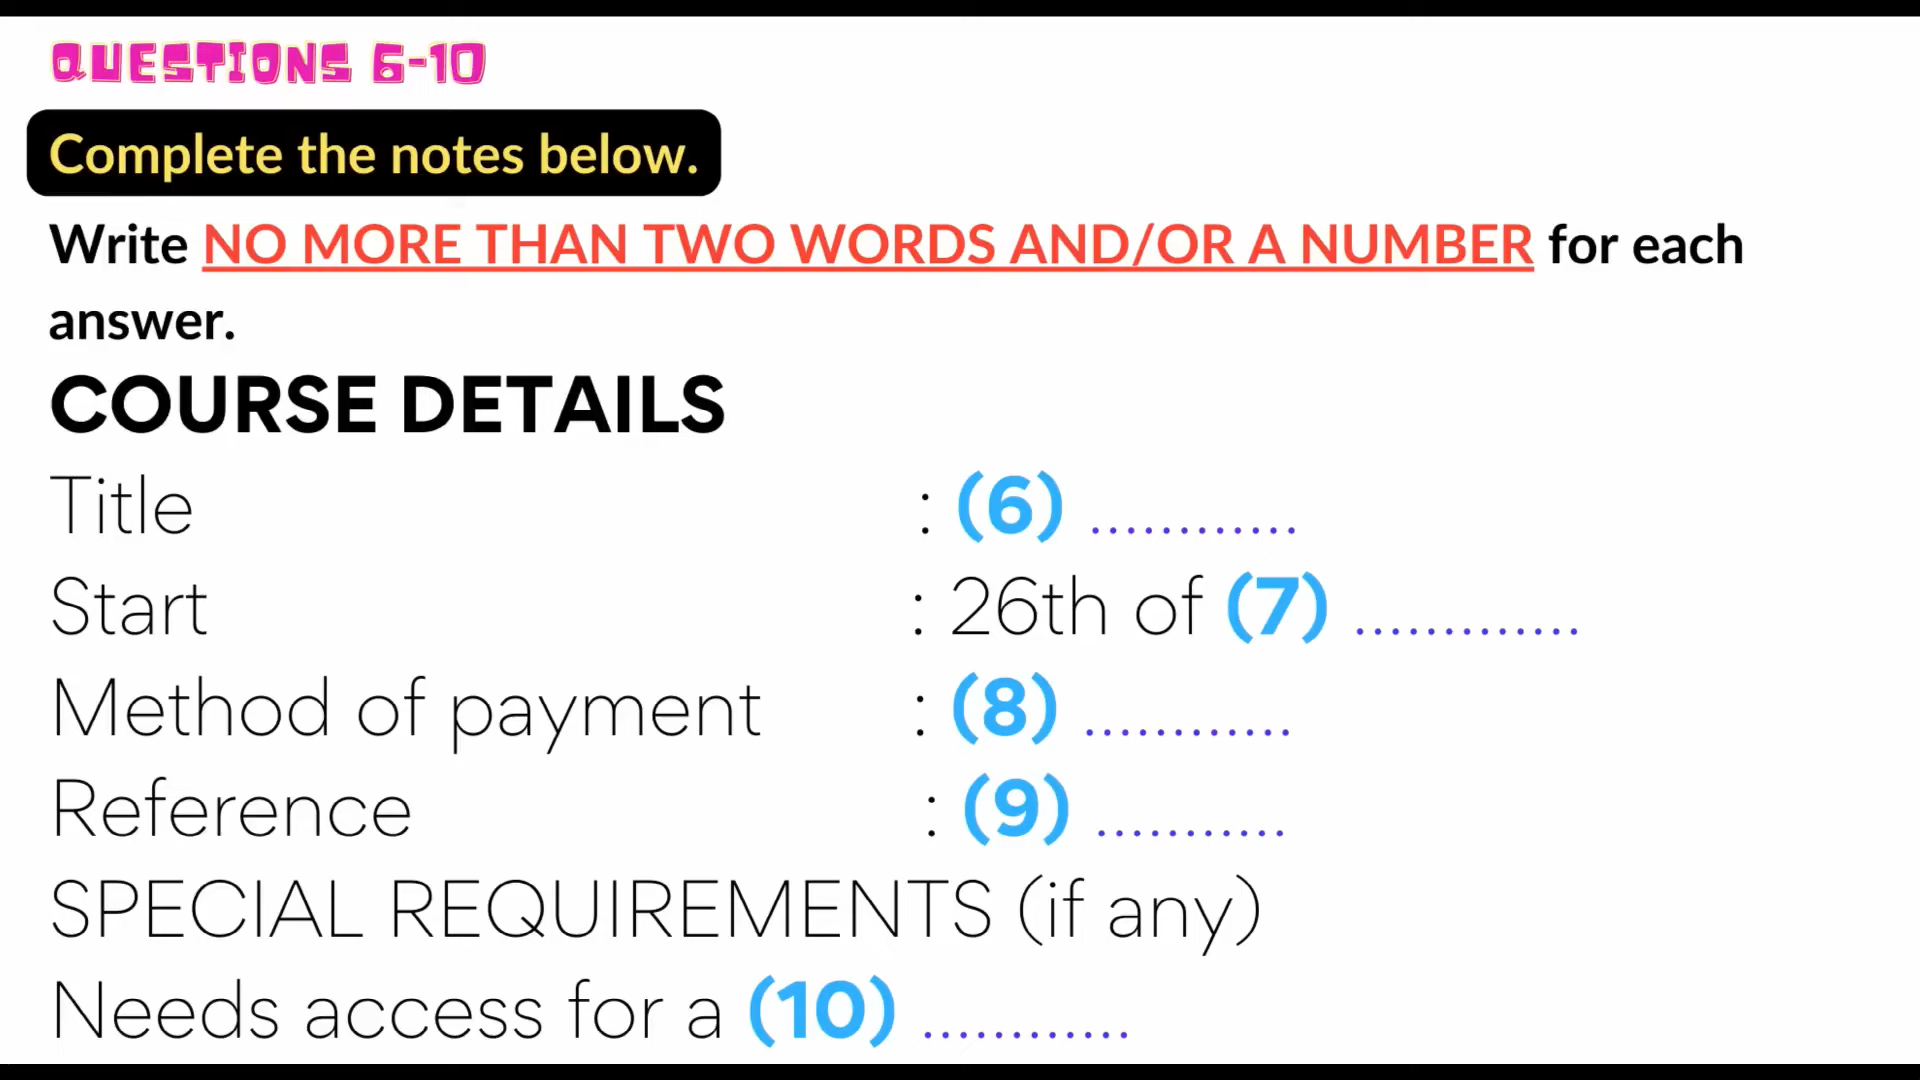 QUESTIONS 6-10
Complete the notes below.
Write NO MORE THAN TWO WORDS AND/OR A NUMBER for each
answer.
COURSE DETAILS
Title : (6) ............
Start : 26th of (7) .............
Method of payment : (8) ............
Reference : (9) ...........
SPECIAL REQUIREMENTS (if any)
Needs access for a (10) ............